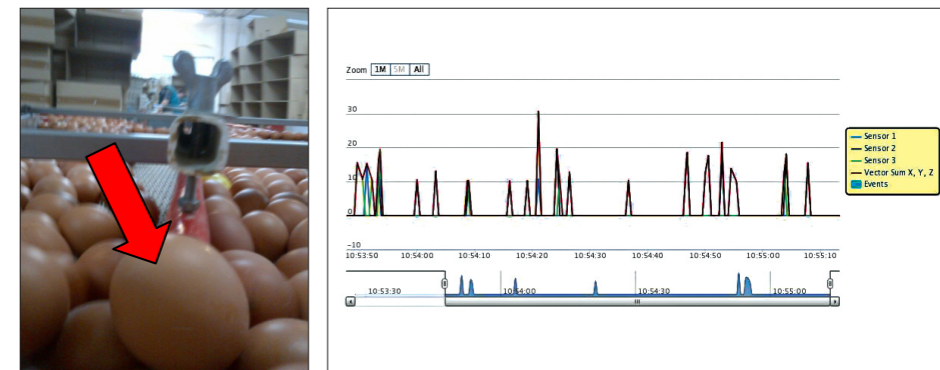 Zoom 1M 5M All
30
20
10
0
-10
10:53:50 10:54:00 10:54:10 10:54:20 10:54:30 10:54:40 10:54:50 10:55:00 10:55:10
10:53:30 10:54:00 10:54:30 10:55:00
Sensor 1
Sensor 2
Sensor 3
Vector Sum X, Y, Z
Events